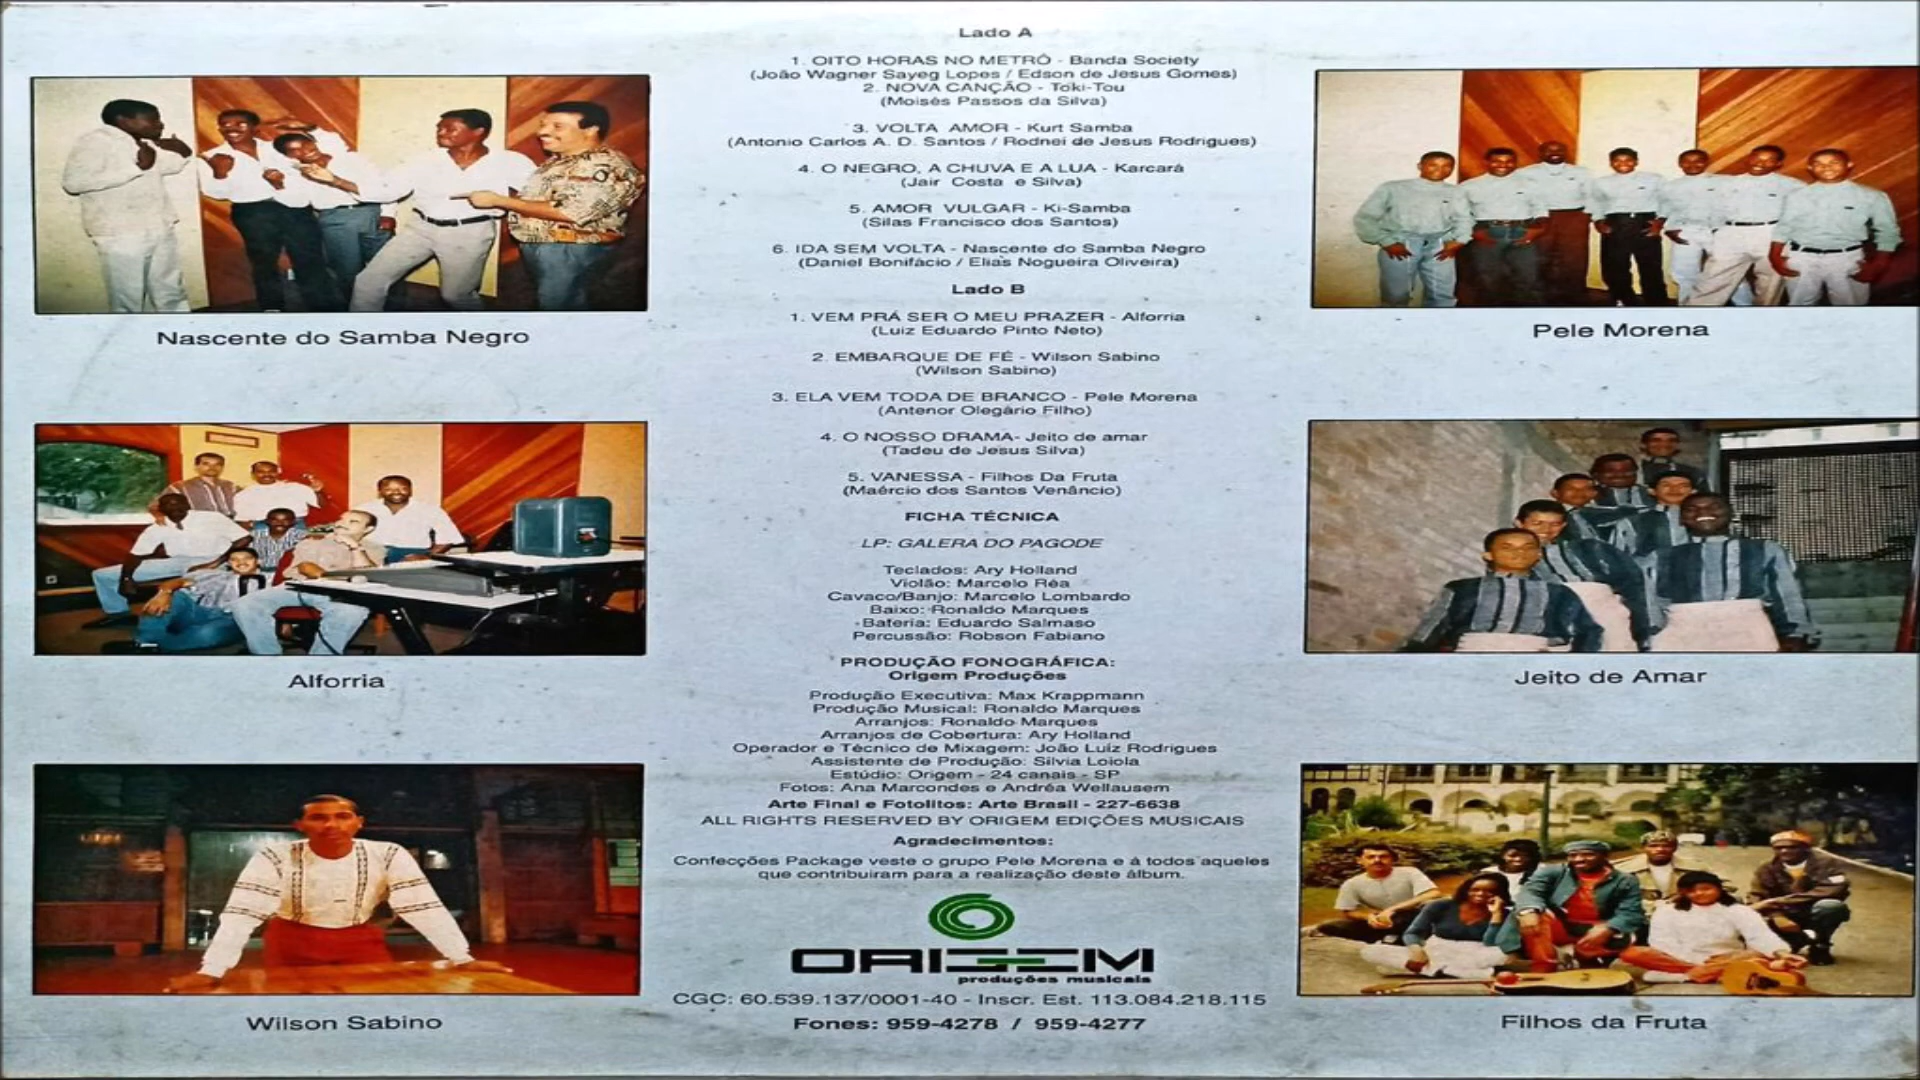 Lado A
1. OITO HORAS NO METRÔ - Banda Society
(João Wagner Sayeg Lopes / Edson de Jesus Gomes)
2. NOVA CANÇÃO - Toki-Tou
(Moisés Passos da Silva)
3. VOLTA AMOR - Kurt Samba
(Antonio Carlos A. D. Santos / Rodnei de Jesus Rodrigues)
4. O NEGRO, A CHUVA E A LUA - Karcará
(Jair Costa e Silva)
5. AMOR VULGAR - Ki-Samba
(Silas Francisco dos Santos)
6. IDA SEM VOLTA - Nascente do Samba Negro
(Daniel Bonifácio / Elias Nogueira Oliveira)
Lado B
1. VEM PRÁ SER O MEU PRAZER - Alforria
(Luiz Eduardo Pinto Neto)
2. EMBARQUE DE FÉ - Wilson Sabino
(Wilson Sabino)
3. ELA VEM TODA DE BRANCO - Pele Morena
(Antenor Olegário Filho)
4. O NOSSO DRAMA- Jeito de amar
(Tadeu de Jesus Silva)
5. VANESSA - Filhos Da Fruta
(Maércio dos Santos Venâncio)
FICHA TÉCNICA
LP: GALERA DO PAGODE
Teclados: Ary Holland
Violão: Marcelo Réa
Cavaco/Banjo: Marcelo Lombardo
Baixo: Ronaldo Marques
Bateria: Eduardo Salmaso
Percussão: Robson Fabiano
PRODUÇÃO FONOGRÁFICA:
Origem Produções
Produção Executiva: Max Krappmann
Produção Musical: Ronaldo Marques
Arranjos: Ronaldo Marques
Arranjos de Cobertura: Ary Holland
Operador e Técnico de Mixagem: João Luiz Rodrigues
Assistente de Produção: Silvia Loiola
Estúdio: Origem - 24 canais - SP
Fotos: Ana Marcondes e Andréa Wellausem
Arte Final e Fotolitos: Arte Brasil - 227-6638
ALL RIGHTS RESERVED BY ORIGEM EDIÇÕES MUSICAIS
Agradecimentos:
Confecções Package veste o grupo Pele Morena e à todos aqueles
que contribuiram para a realização deste álbum.
ORIGEM
produções musicais
CGC: 60.539.137/0001-40 - Inscr. Est. 113.084.218.115
Fones: 959-4278 / 959-4277
Nascente do Samba Negro
Alforria
Wilson Sabino
Pele Morena
Jeito de Amar
Filhos da Fruta